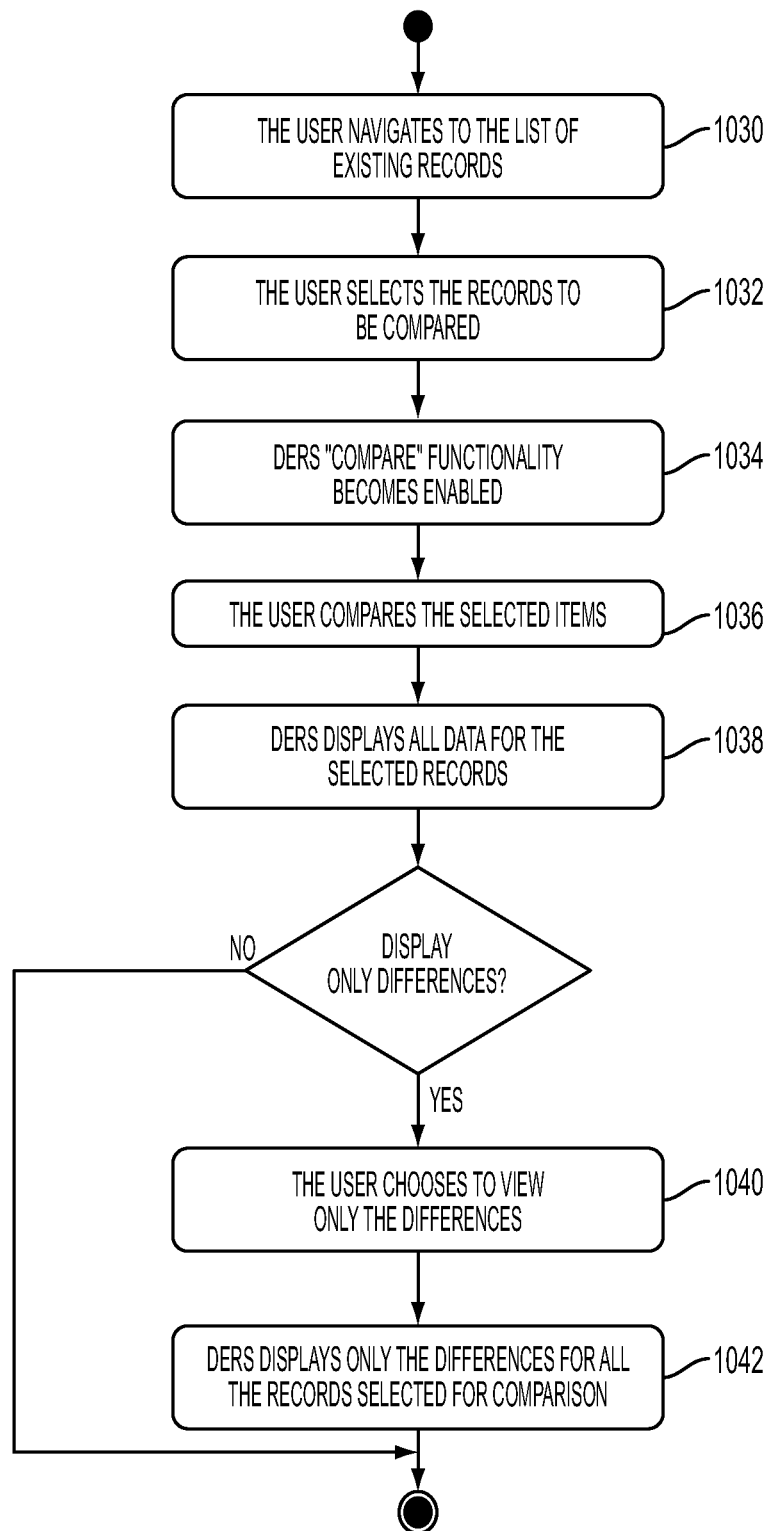 THE USER NAVIGATES TO THE LIST OF
EXISTING RECORDS
1030
THE USER SELECTS THE RECORDS TO
BE COMPARED
1032
DERS "COMPARE" FUNCTIONALITY
BECOMES ENABLED
1034
THE USER COMPARES THE SELECTED ITEMS
1036
DERS DISPLAYS ALL DATA FOR THE
SELECTED RECORDS
1038
NO
DISPLAY
ONLY DIFFERENCES?
YES
THE USER CHOOSES TO VIEW
ONLY THE DIFFERENCES
1040
DERS DISPLAYS ONLY THE DIFFERENCES FOR ALL
THE RECORDS SELECTED FOR COMPARISON
1042